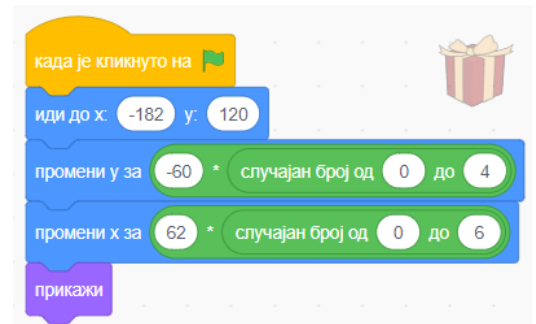 када је кликнуто на
иди до x: -182 y: 120
промени y за -60 * случајан број од 0 до 4
промени x за 62 * случајан број од 0 до 6
прикажи